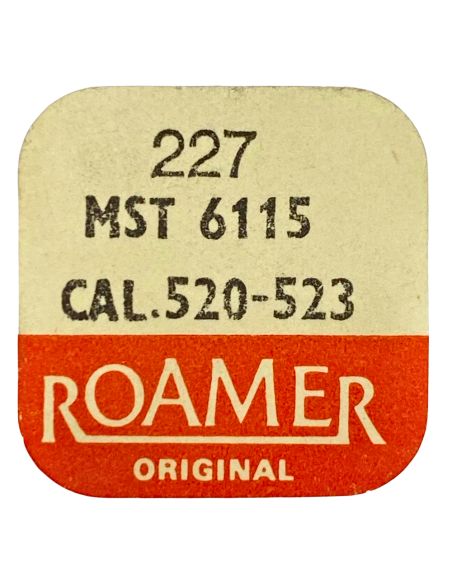 227
MST 6115
CAL.520-523
ROAMER
ORIGINAL